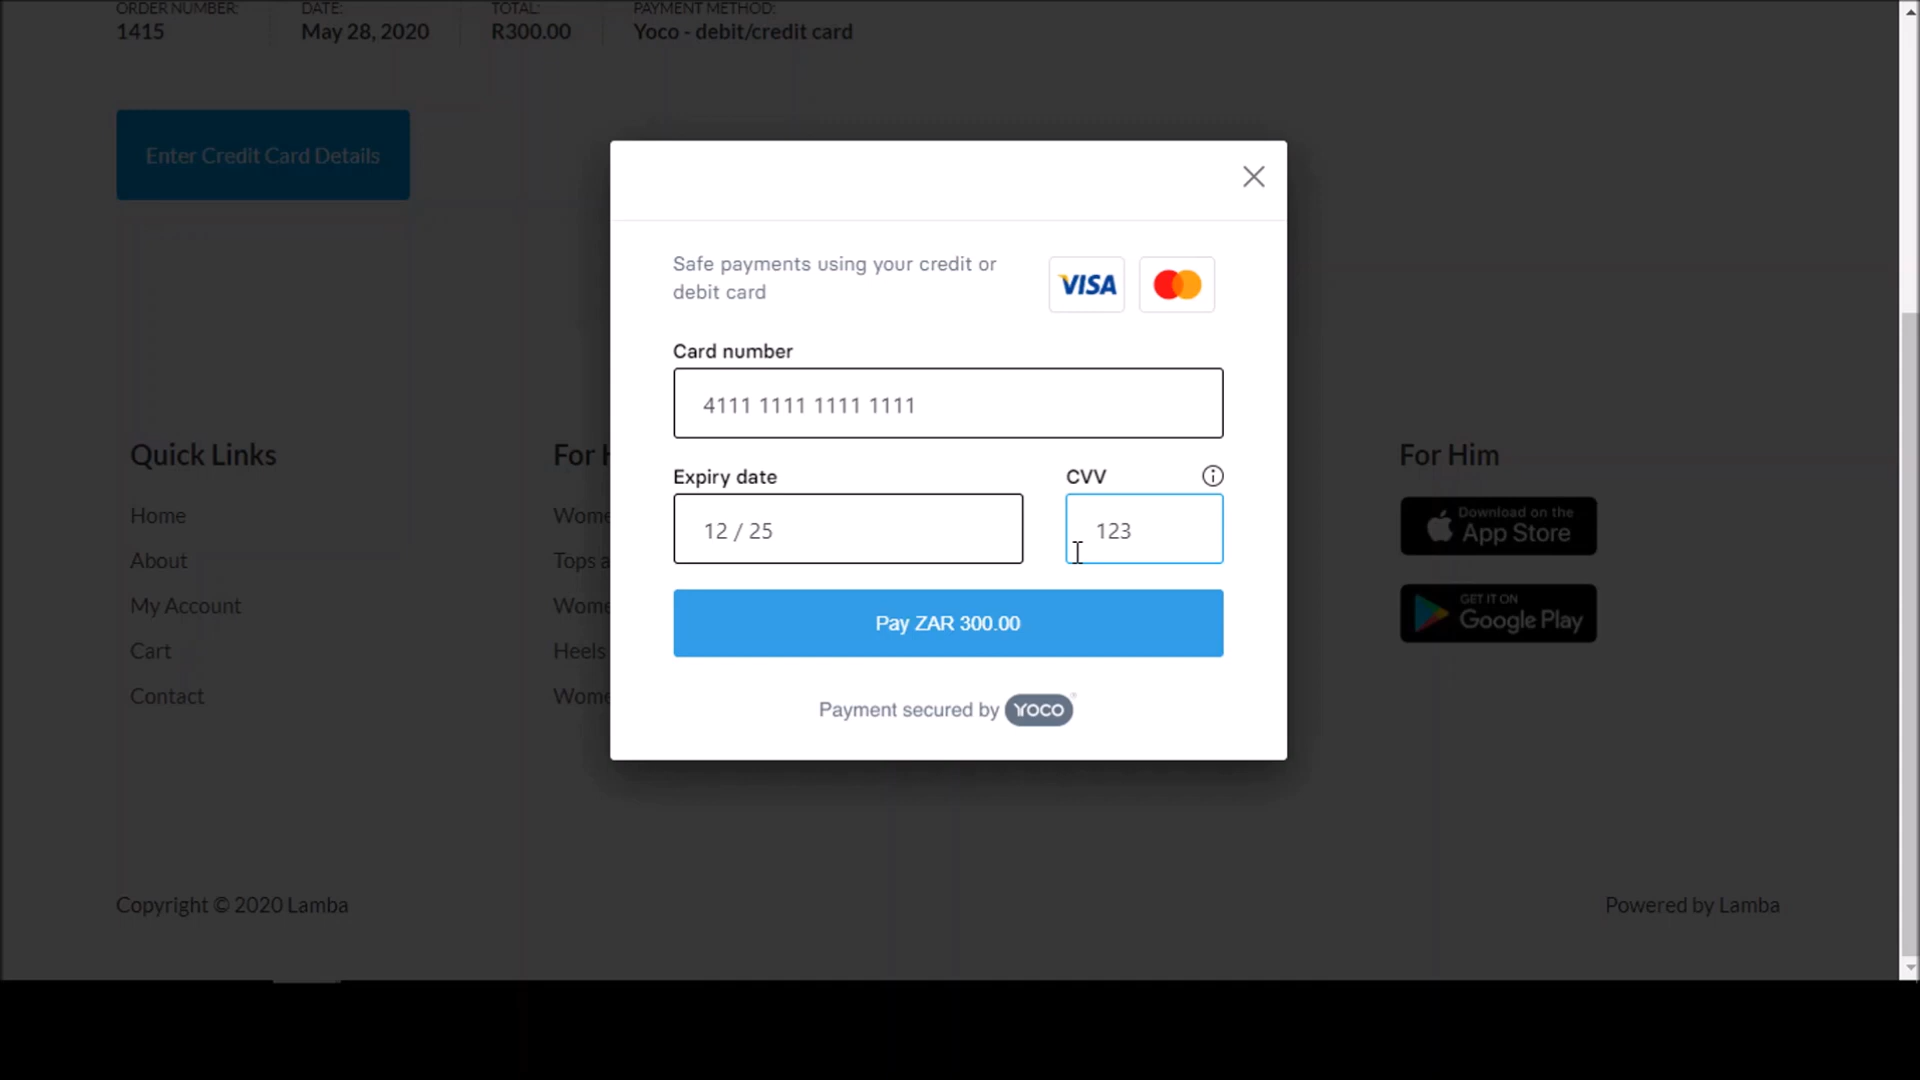 ORDER NUMBER: DATE: TOTAL: PAYMENT METHOD:
1415 May 28, 2020 R300.00 Yoco - debit/credit card
Enter Credit Card Details
Safe payments using your credit or
debit card
VISA
Card number
4111 1111 1111 1111
Expiry date
12 / 25
CVV
123
Pay ZAR 300.00
Payment secured by YOCO
Quick Links
Home
About
My Account
Cart
Contact
For
Tops
Heels
For Him
Download on the
App Store
GET IT ON
Google Play
Copyright © 2020 Lamba
Powered by Lamba